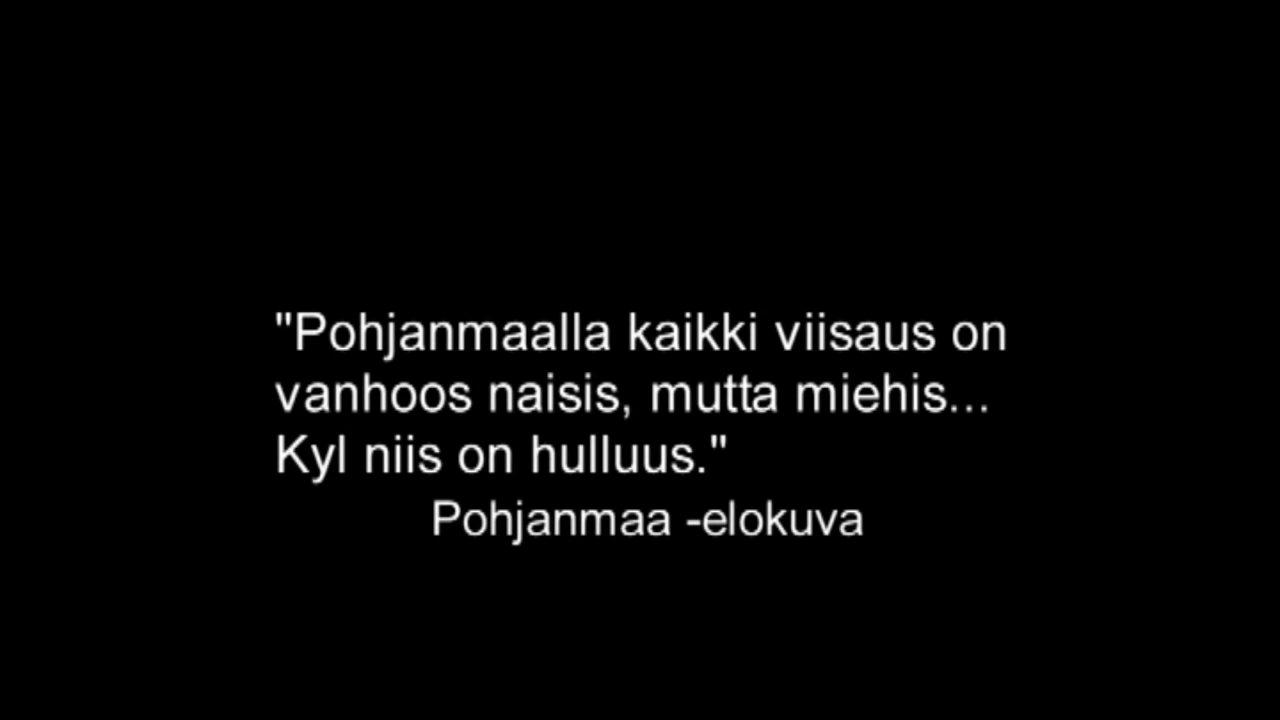 "Pohjanmaalla kaikki viisaus on
vanhoos naisis, mutta miehis...
Kyl niis on hulluus."
Pohjanmaa -elokuva